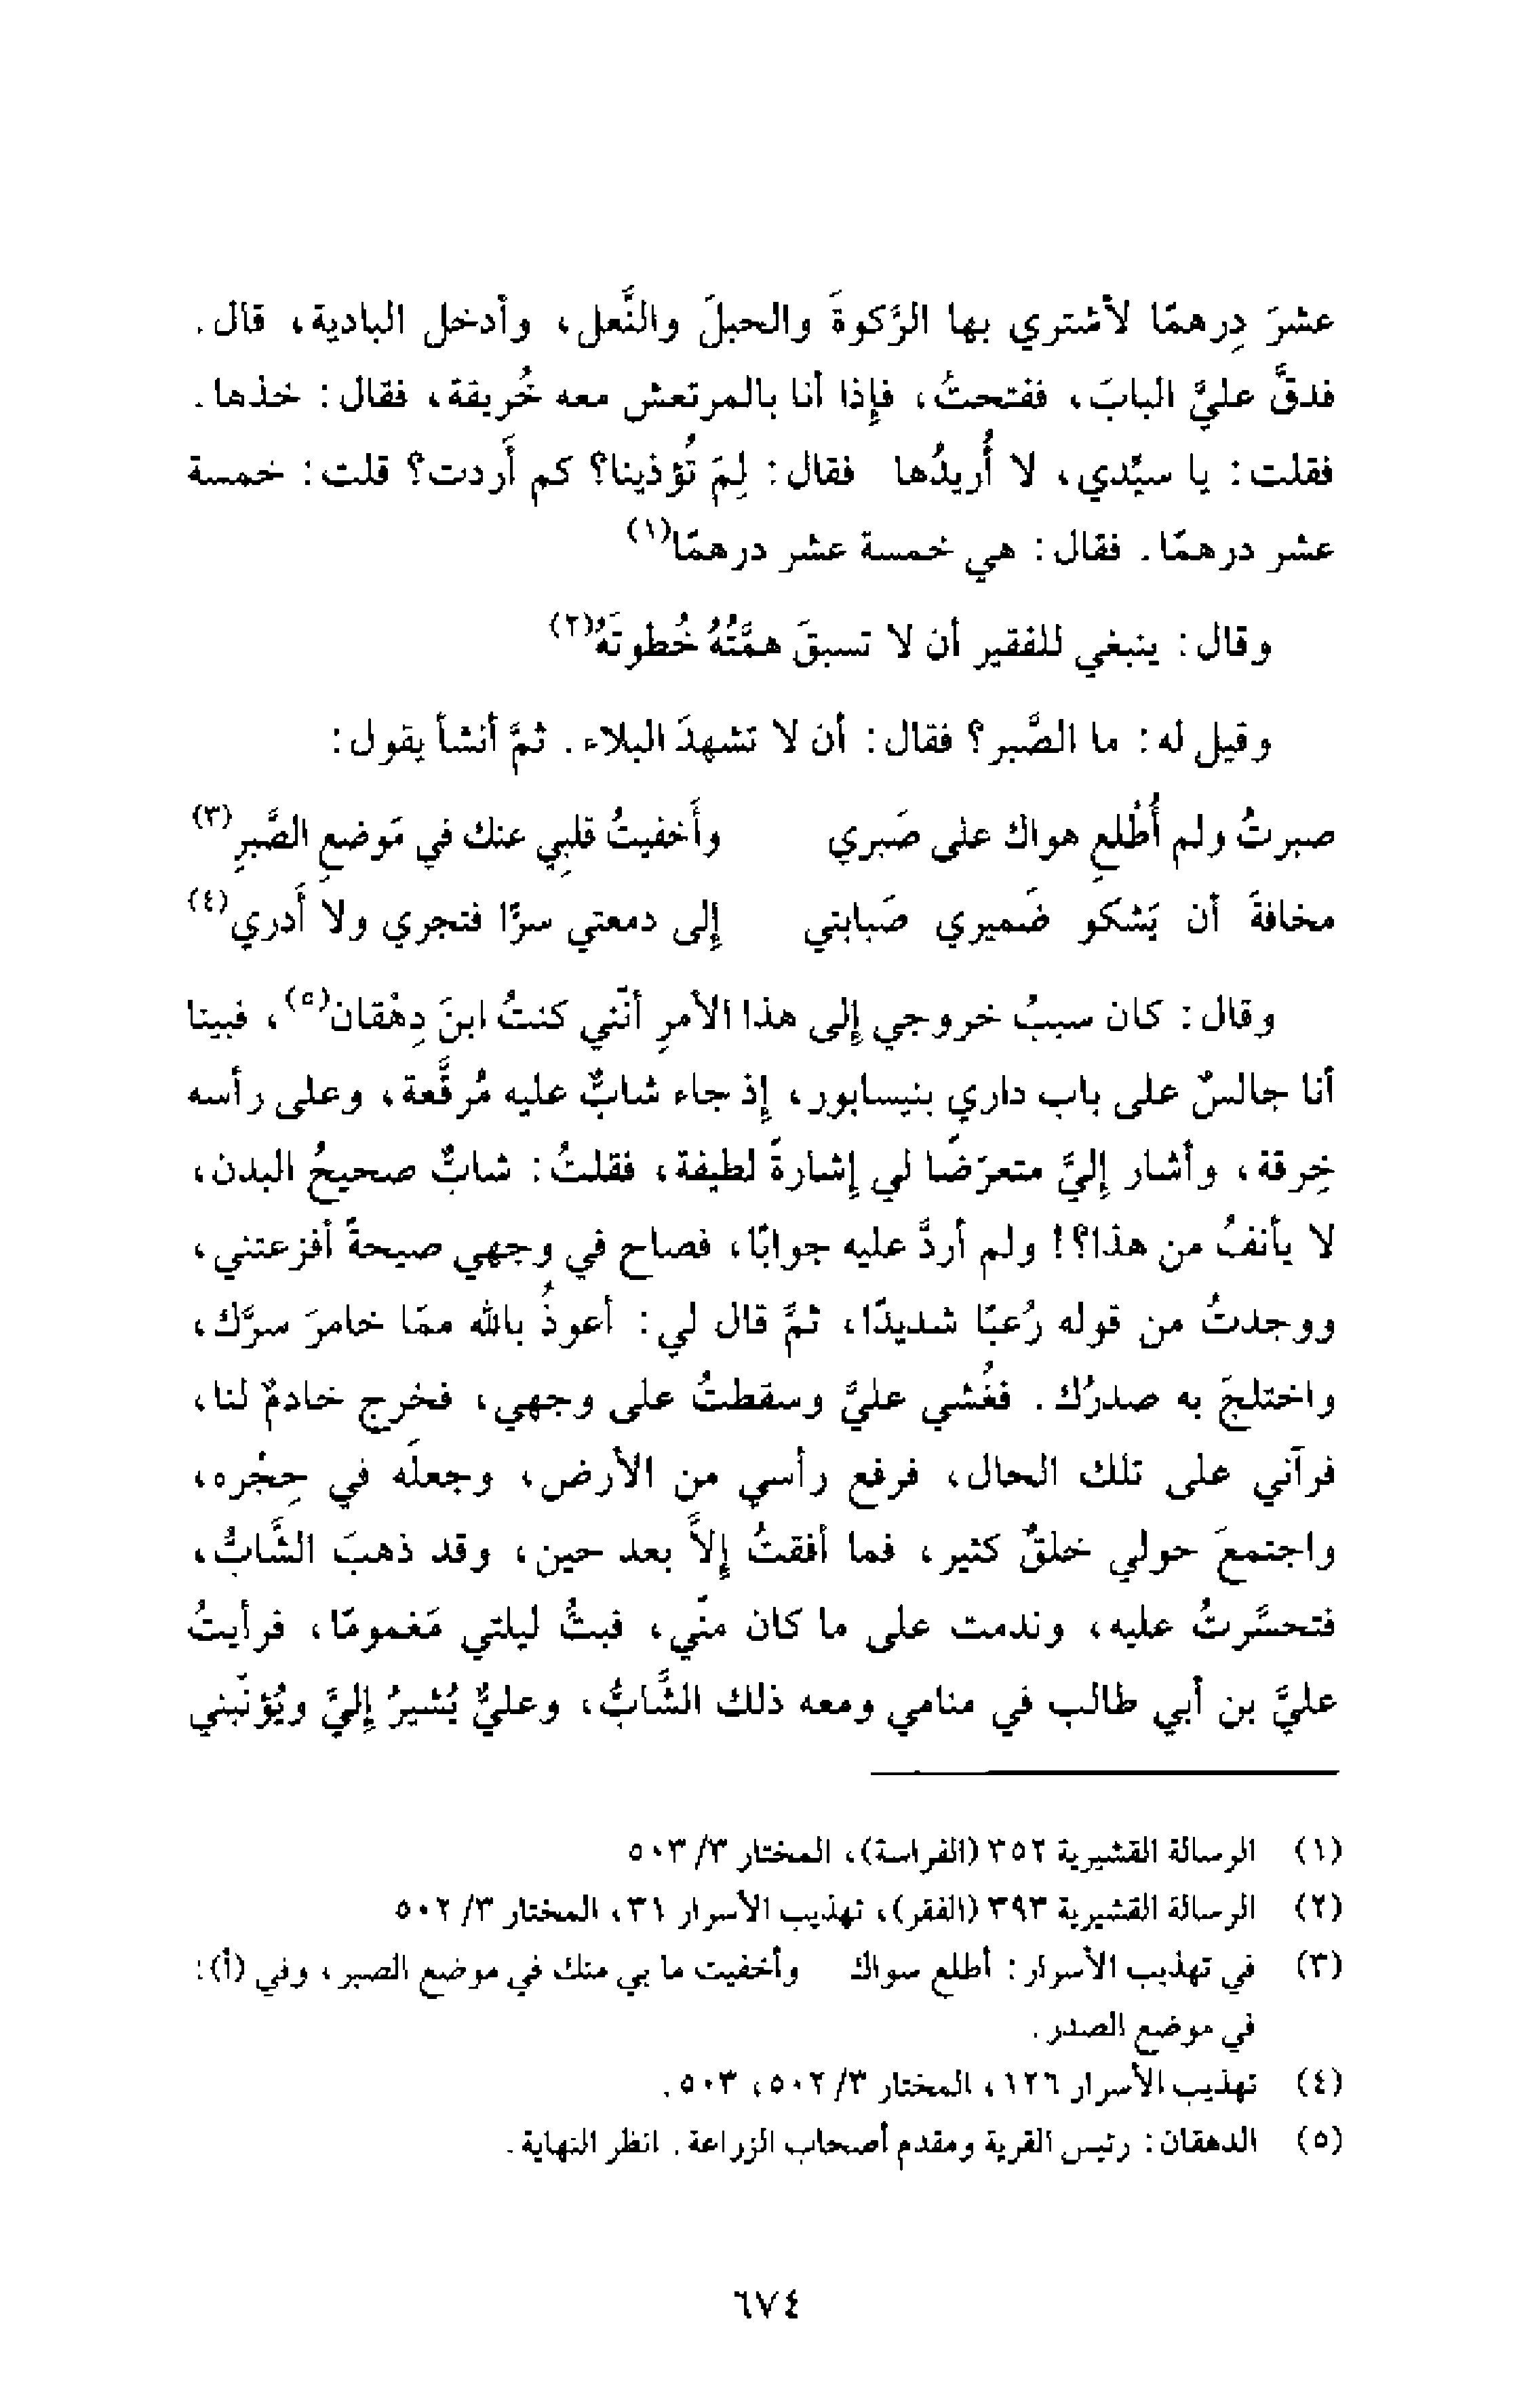 عشرَ دِرهمًا لأشتري بها الرَّكوةَ والحبلَ والنَّعل، وأدخل البادية، قال.
فدقَّ عليَّ البابَ، ففتحتُ، فإذا أنا بالمرتعش معه خُريقة، فقال: خذها.
فقلت: يا سيِّدي، لا أُريدُها فقال: لِمَ تُؤذينا؟ كم أَردت؟ قلت: خمسة
عشر درهمًا. فقال: هي خمسة عشر درهمًا(١)
وقال: ينبغي للفقير أن لا تسبقَ همَّتُهُ خُطوتَهُ(٢)
وقيل له: ما الصَّبر؟ فقال: أن لا تشهدَ البلاء. ثمَّ أنشأ يقول:
صبرتُ ولم أُطْلعِ هواك على صَبري وأَخفيتُ قلبِي عنك في مَوضعِ الصَّبرِ(٣)
مخافةَ أن يَشكو ضَميري صَبابتي إلى دمعتي سرًّا فتجري ولا أَدري(٤)
وقال: كان سببُ خروجي إلى هذا الأمرِ أنَّني كنتُ ابنَ دِهْقان(٥)، فبينا
أنا جالسٌ على باب داري بنيسابور، إذ جاء شابٌّ عليه مُرقَّعة، وعلى رأسه
خِرقة، وأشار إليَّ متعرِّضًا لي إشارةً لطيفة، فقلتُ: شابٌّ صحيحُ البدن،
لا يأنفُ من هذا؟! ولم أردَّ عليه جوابًا، فصاح في وجهي صيحةً أفزعتني،
ووجدتُ من قوله رُعبًا شديدًا، ثمَّ قال لي: أعوذُ بالله ممَّا خامرَ سرَّك،
واختلجَ به صدرُك. فغُشي عليَّ وسقطتُ على وجهي، فخرج خادمٌ لنا،
فرآني على تلك الحال، فرفع رأسي من الأرض، وجعلَه في حِجْره،
واجتمعَ حولي خلقٌ كثير، فما أفقتُ إلاَّ بعد حين، وقد ذهبَ الشَّابُّ،
فتحسَّرتُ عليه، وندمت على ما كان منِّي، فبتُّ ليلتي مَغمومًا، فرأيتُ
عليَّ بن أبي طالب في منامي ومعه ذلك الشَّابُّ، وعليٌّ يُشيرُ إليَّ ويُؤنِّبني
(١) الرسالة القشيرية ٣٥٢ (الفراسة)، المختار ٣/ ٥٠٣
(٢) الرسالة القشيرية ٣٩٣ (الفقر)، تهذيب الأسرار ٣١، المختار ٣/ ٥٠٢
(٣) في تهذيب الأسرار: أطلع سواك وأخفيت ما بي منك في موضع الصبر، وفي (أ):
في موضع الصدر.
(٤) تهذيب الأسرار ١٢٦، المختار ٣/ ٥٠٢، ٥٠٣.
(٥) الدهقان: رئيس القرية ومقدم أصحاب الزراعة. انظر النهاية.
٦٧٤